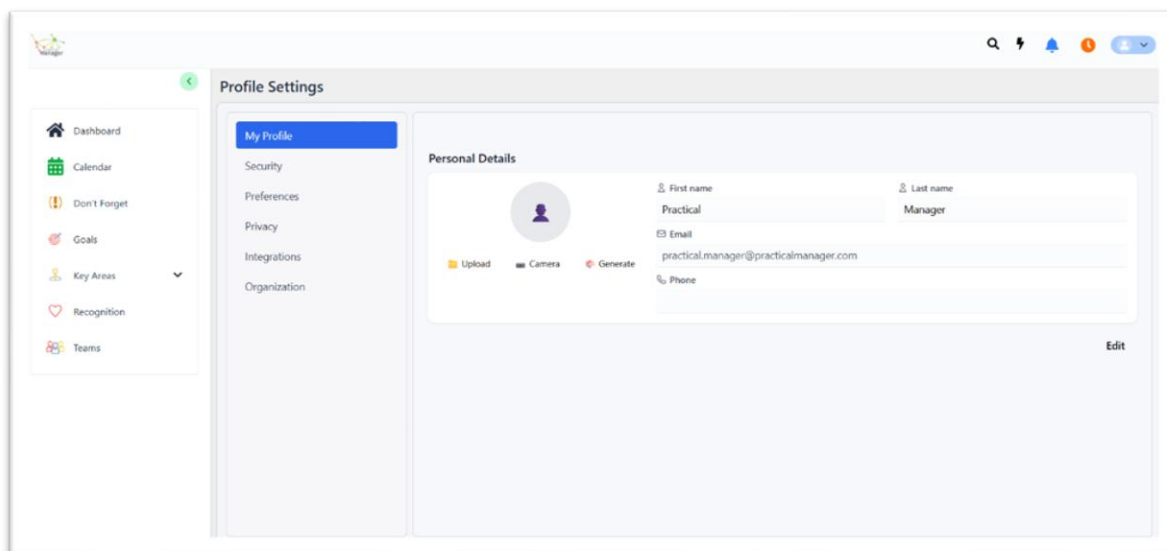 Manager
Profile Settings
Dashboard
Calendar
Don't Forget
Goals
Key Areas
Recognition
Teams
My Profile
Security
Preferences
Privacy
Integrations
Organization
Personal Details
Upload
Camera
Generate
First name
Last name
Practical
Manager
Email
practical.manager@practicalmanager.com
Phone
Edit